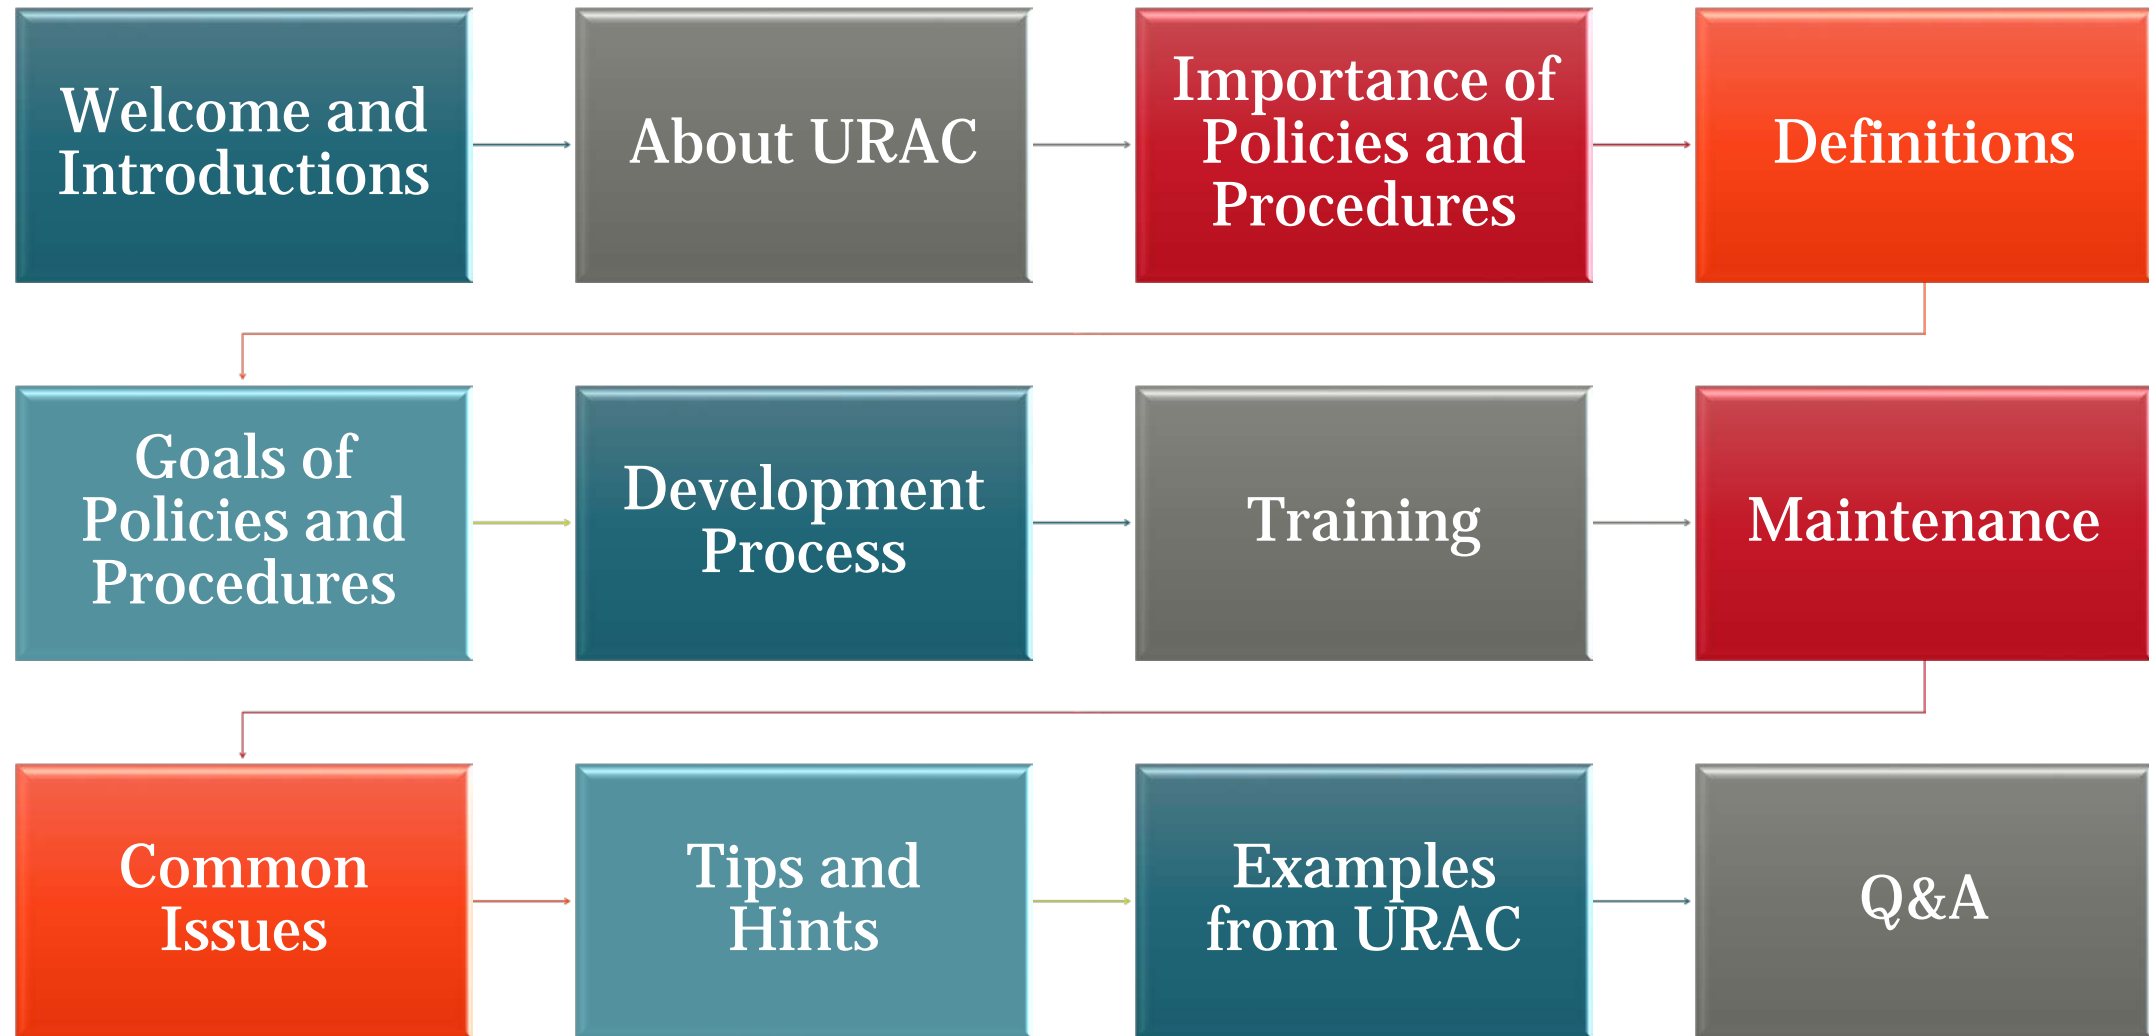 Welcome and
Introductions
About URAC
Importance of
Policies and
Procedures
Definitions
Goals of
Policies and
Procedures
Development
Process
Training
Maintenance
Common
Issues
Tips and
Hints
Examples
from URAC
Q&A